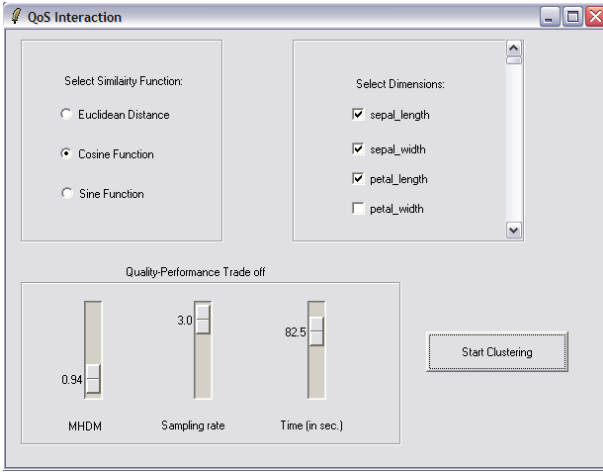 QoS Interaction
Select Similairty Function:
Euclidean Distance
Cosine Function
Sine Function
Select Dimensions:
sepal_length
sepal_width
petal_length
petal_width
Quality-Performance Trade off
0.94
3.0
82.5
MHDM
Sampling rate
Time (in sec.)
Start Clustering